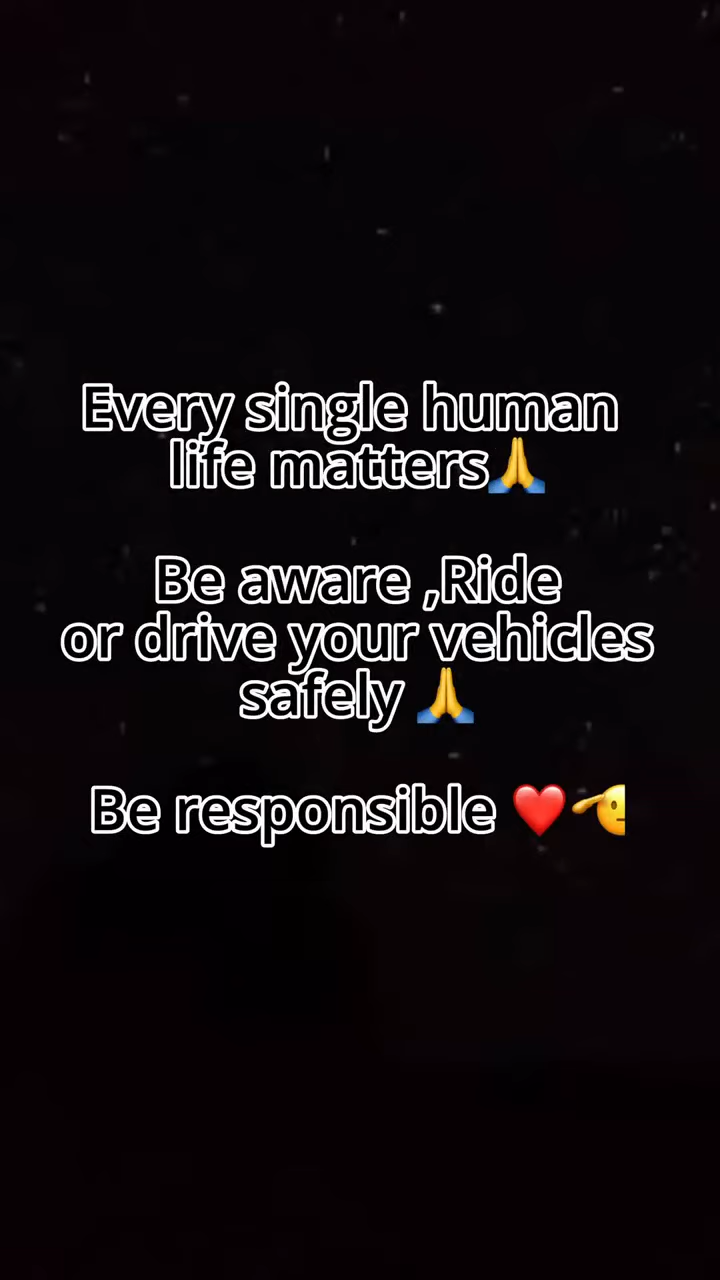 Every single human
life matters🙏
Be aware ,Ride
or drive your vehicles
safely 🙏
Be responsible ❤️🫡